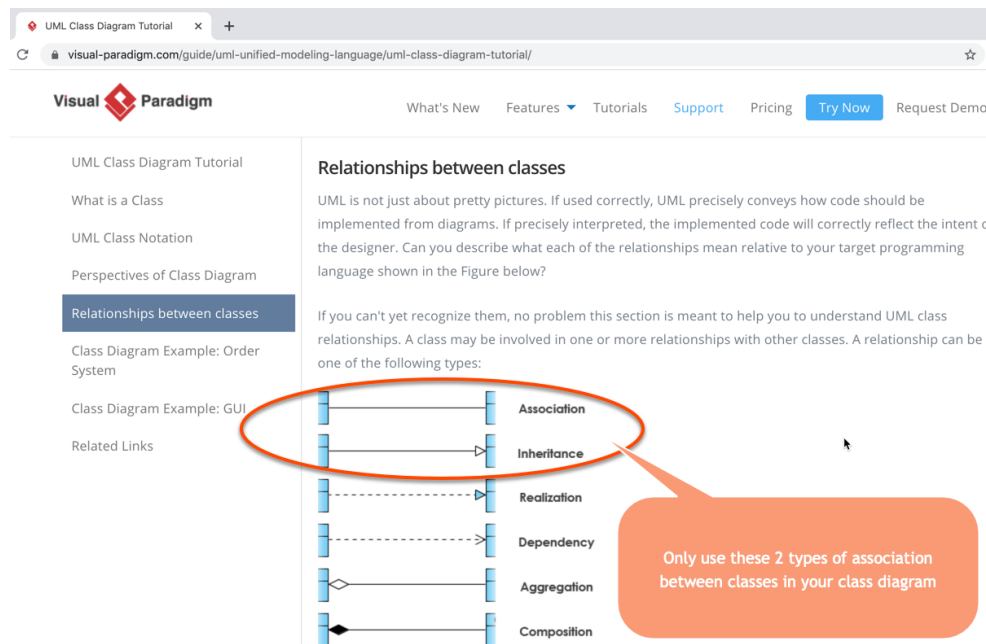 UML Class Diagram Tutorial
visual-paradigm.com/guide/uml-unified-modeling-language/uml-class-diagram-tutorial/
Visual Paradigm
What's New Features Tutorials Support Pricing Try Now Request Demo
UML Class Diagram Tutorial
What is a Class
UML Class Notation
Perspectives of Class Diagram
Relationships between classes
Class Diagram Example: Order
System
Class Diagram Example: GUI
Related Links
Relationships between classes
UML is not just about pretty pictures. If used correctly, UML precisely conveys how code should be
implemented from diagrams. If precisely interpreted, the implemented code will correctly reflect the intent
the designer. Can you describe what each of the relationships mean relative to your target programming
language shown in the Figure below?
If you can't yet recognize them, no problem this section is meant to help you to understand UML class
relationships. A class may be involved in one or more relationships with other classes. A relationship can be
one of the following types:
Association
Inheritance
Realization
Dependency
Aggregation
Composition
Only use these 2 types of association
between classes in your class diagram